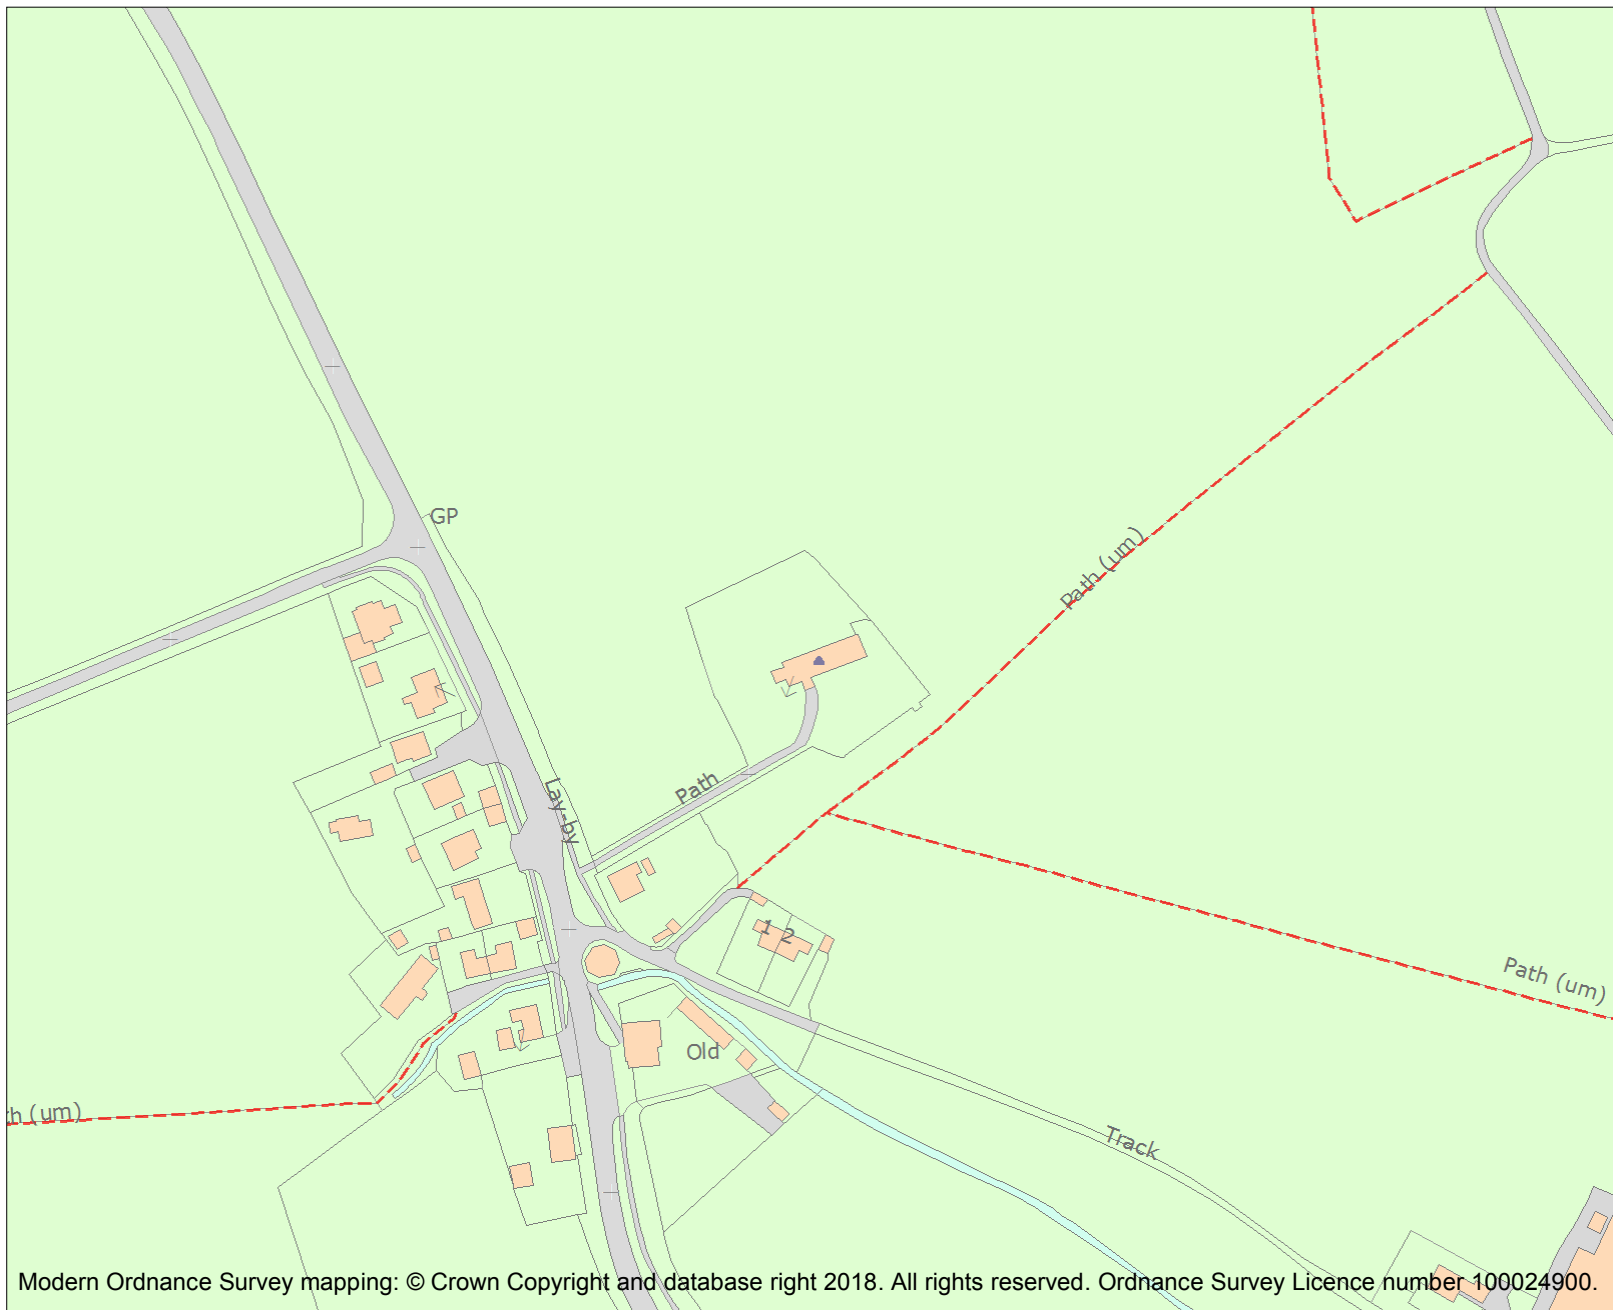 GP
Path (um)
Lay-by
Path
1 2
Path (um)
Old
th (um)
Track
Modern Ordnance Survey mapping: © Crown Copyright and database right 2018. All rights reserved. Ordnance Survey Licence number 100024900.